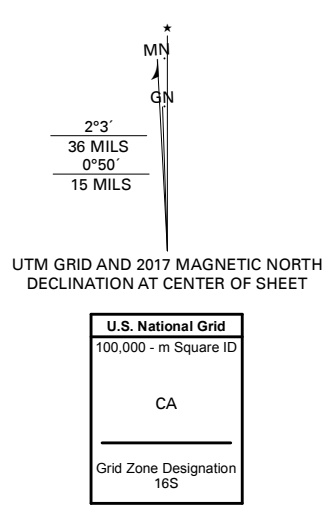 ★
MN
GN
2°3´
36 MILS
0°50´
15 MILS
UTM GRID AND 2017 MAGNETIC NORTH
DECLINATION AT CENTER OF SHEET
U.S. National Grid
100,000 - m Square ID
CA
Grid Zone Designation
16S